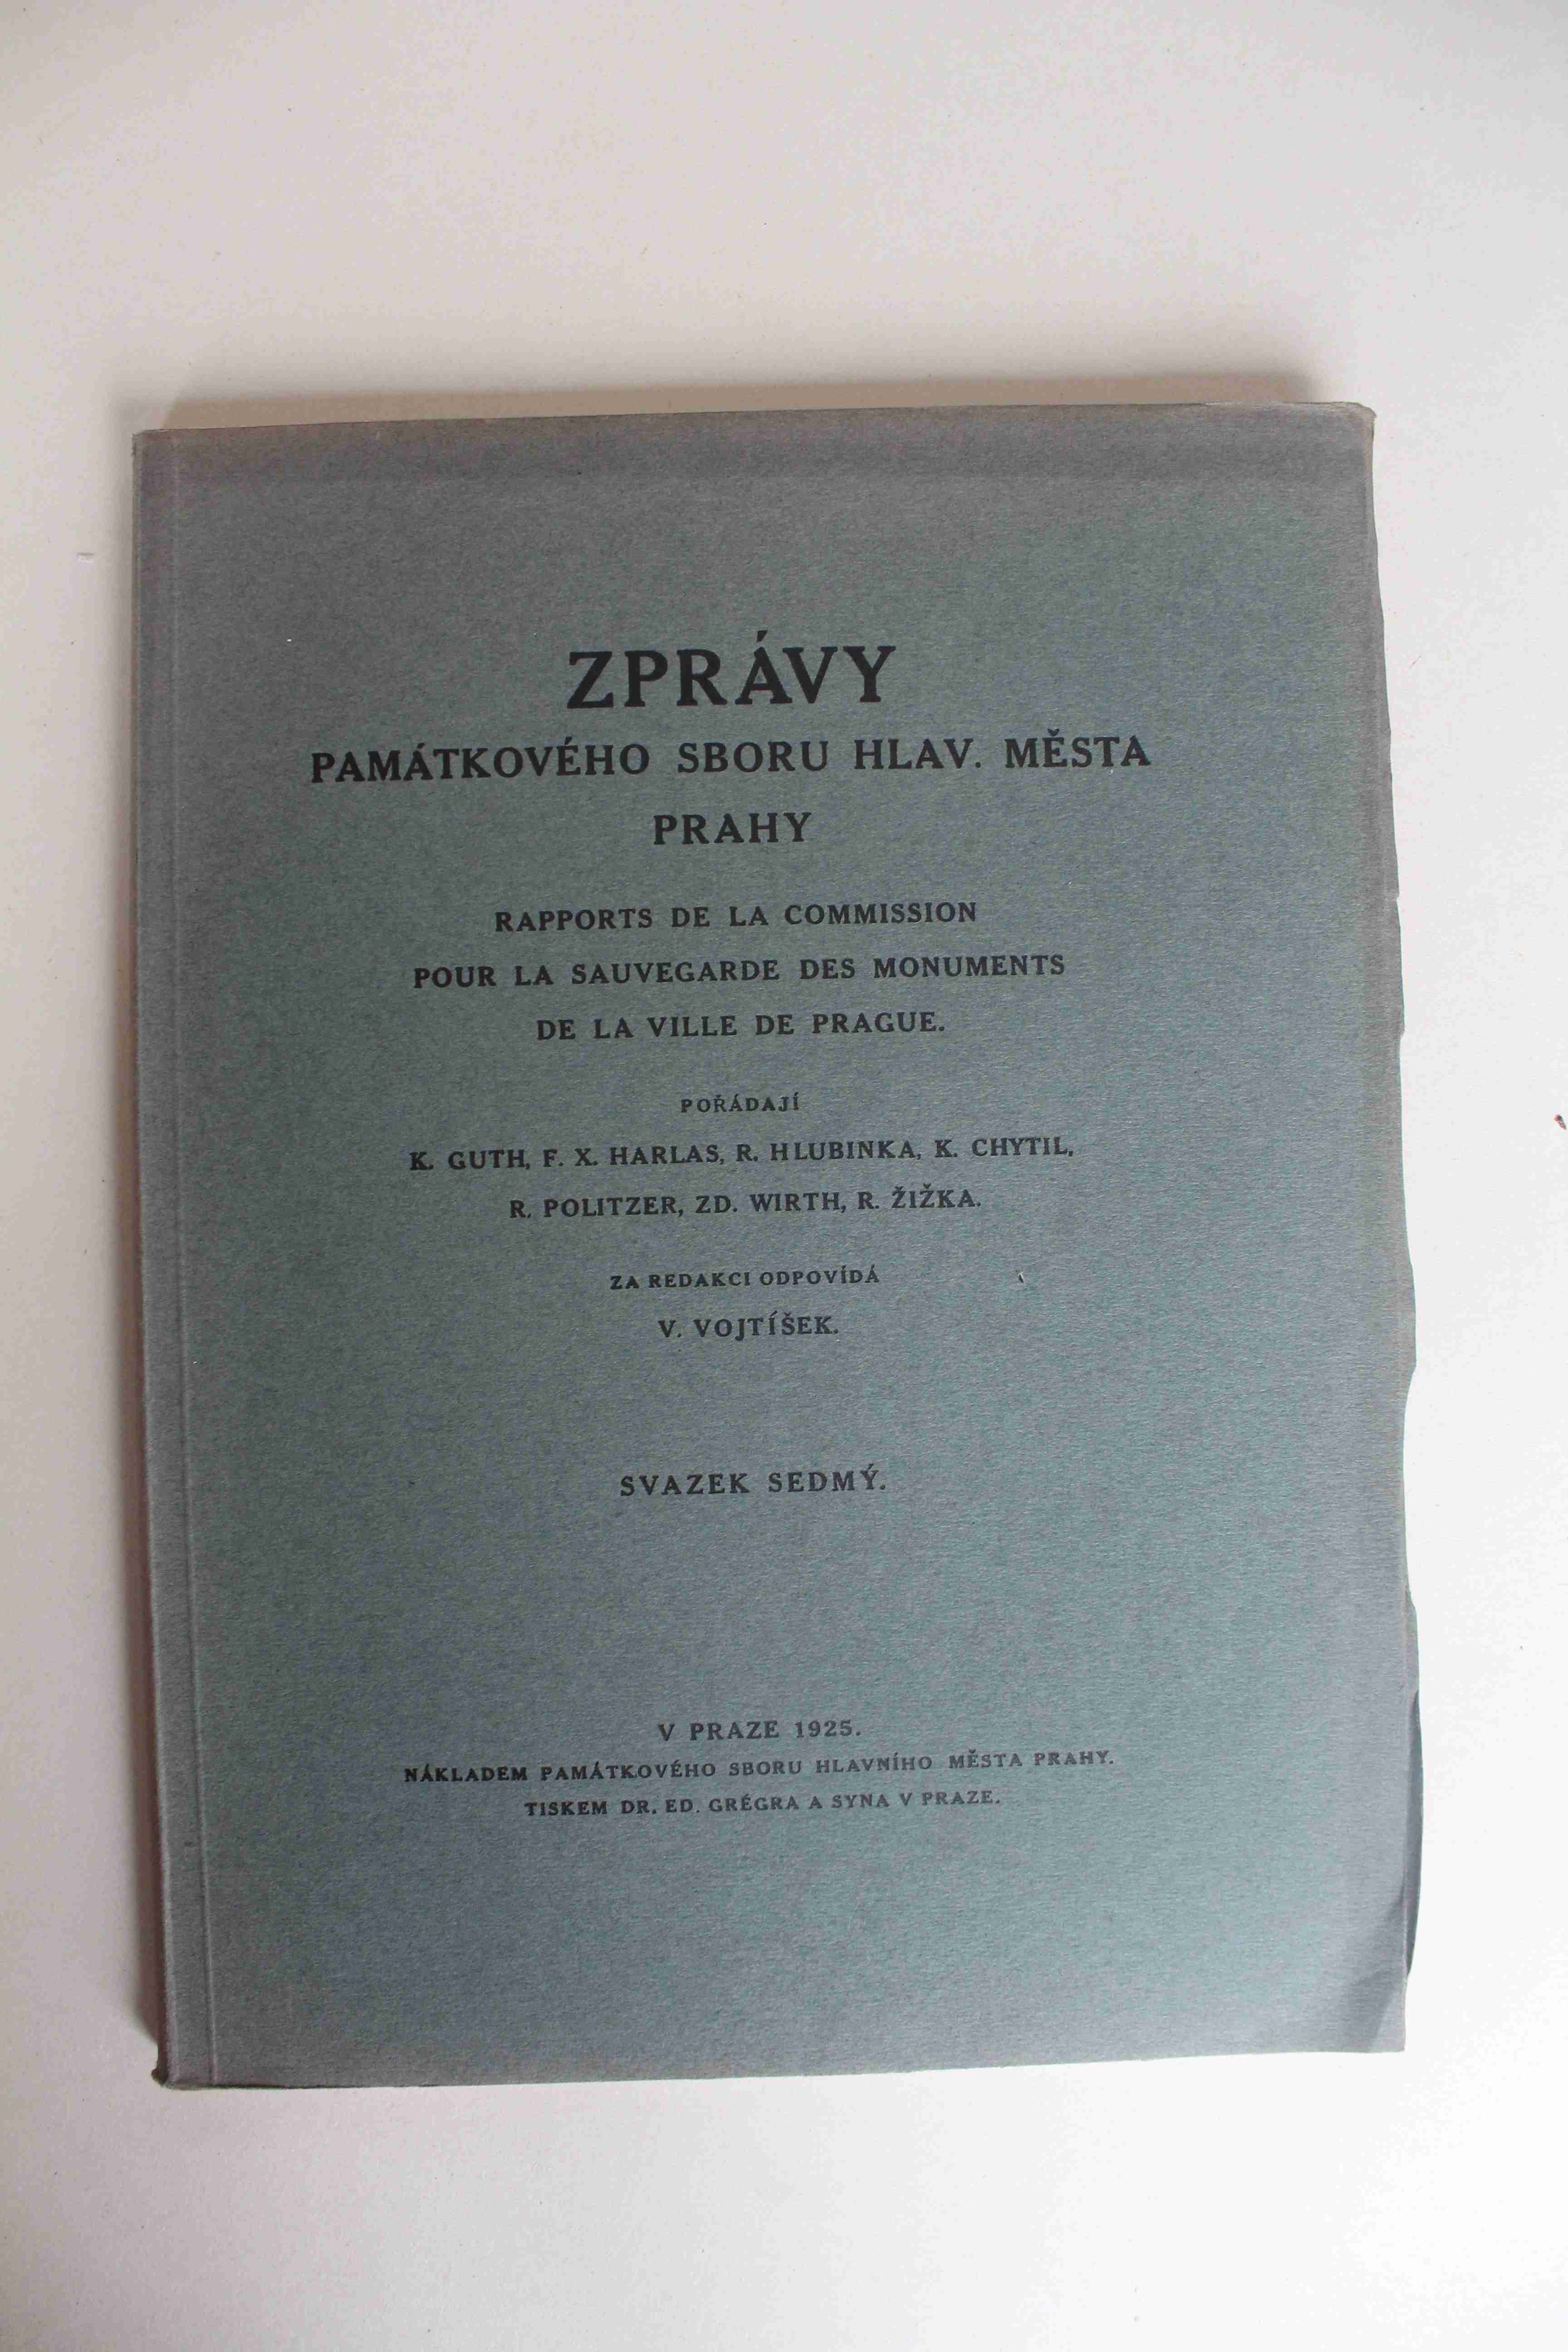 ZPRÁVY
PAMÁTKOVÉHO SBORU HLAV. MĚSTA
PRAHY
RAPPORTS DE LA COMMISSION
POUR LA SAUVEGARDE DES MONUMENTS
DE LA VILLE DE PRAGUE.
POŘÁDAJÍ
K. GUTH, F. X. HARLAS, R. HLUBINKA, K. CHYTIL,
R. POLITZER, ZD. WIRTH, R. ŽIŽKA.
ZA REDAKCI ODPOVÍDÁ
V. VOJTÍŠEK.
SVAZEK SEDMÝ.
V PRAZE 1925.
NÁKLADEM PAMÁTKOVÉHO SBORU HLAVNÍHO MĚSTA PRAHY.
TISKEM DR. ED. GRÉGRA A SYNA V PRAZE.